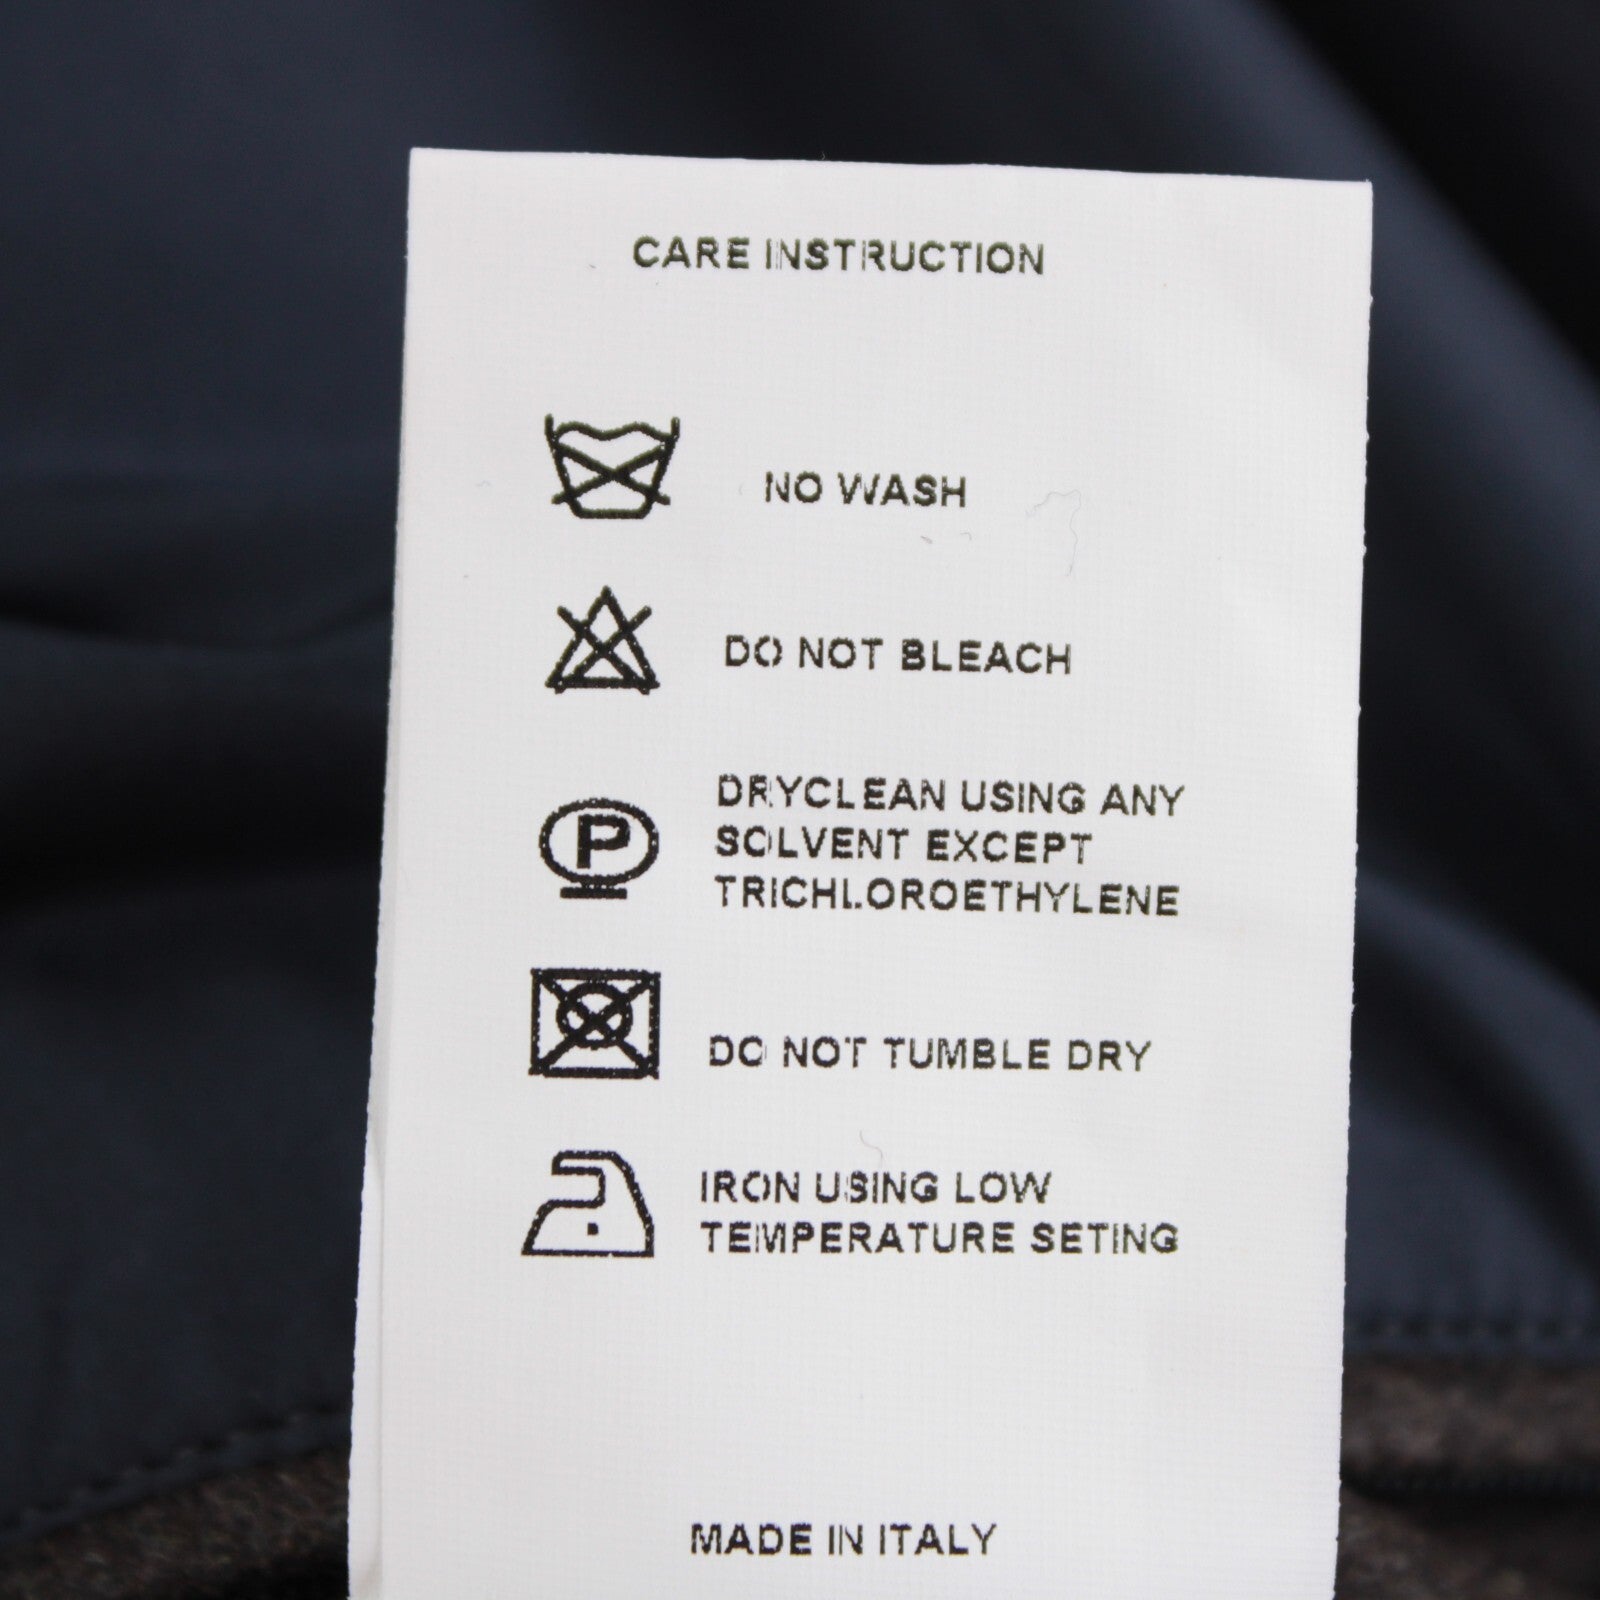 CARE INSTRUCTION
NO WASH
DO NOT BLEACH
P
DRYCLEAN USING ANY
SOLVENT EXCEPT
TRICHLOROETHYLENE
DO NOT TUMBLE DRY
IRON USING LOW
TEMPERATURE SETING
MADE IN ITALY